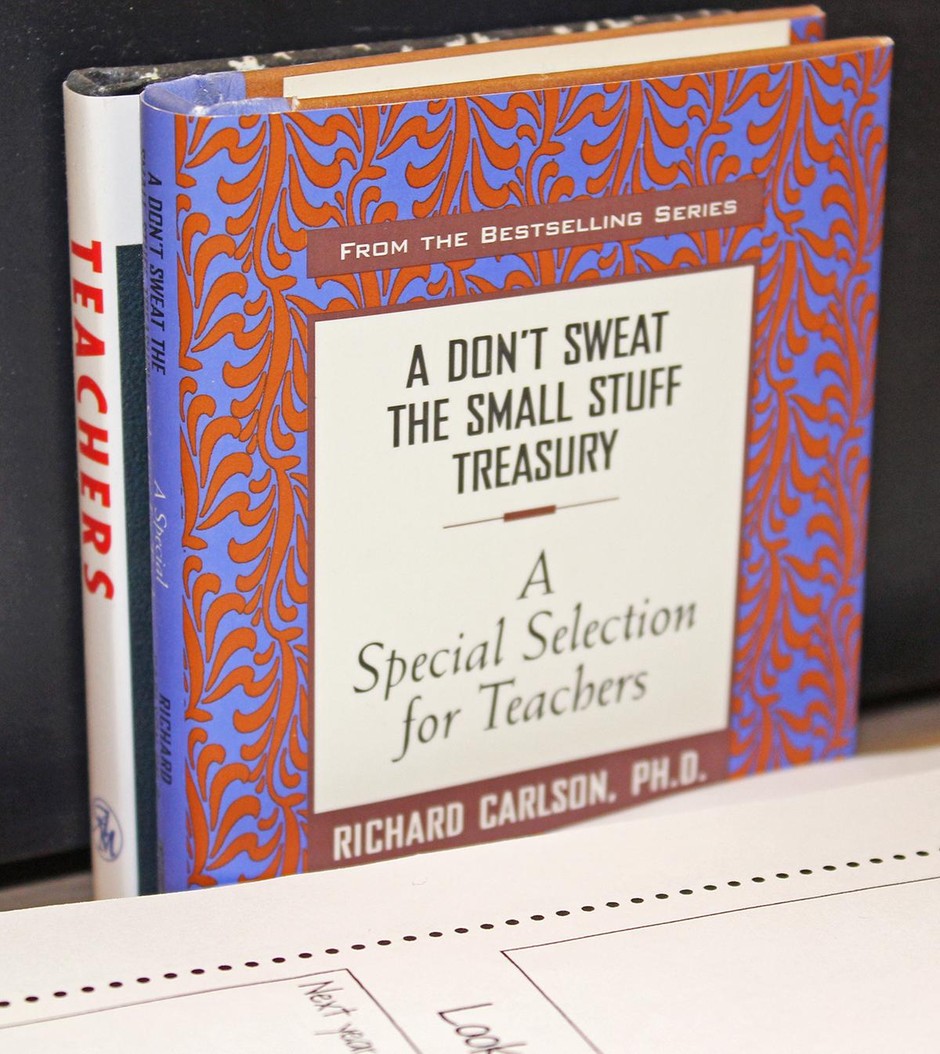 TEACHERS
A DON'T SWEAT THE
A Special
RICHARD
FROM THE BESTSELLING SERIES
A DON'T SWEAT
THE SMALL STUFF
TREASURY
A
Special Selection
for Teachers
RICHARD CARLSON, PH.D.
Next year
Look